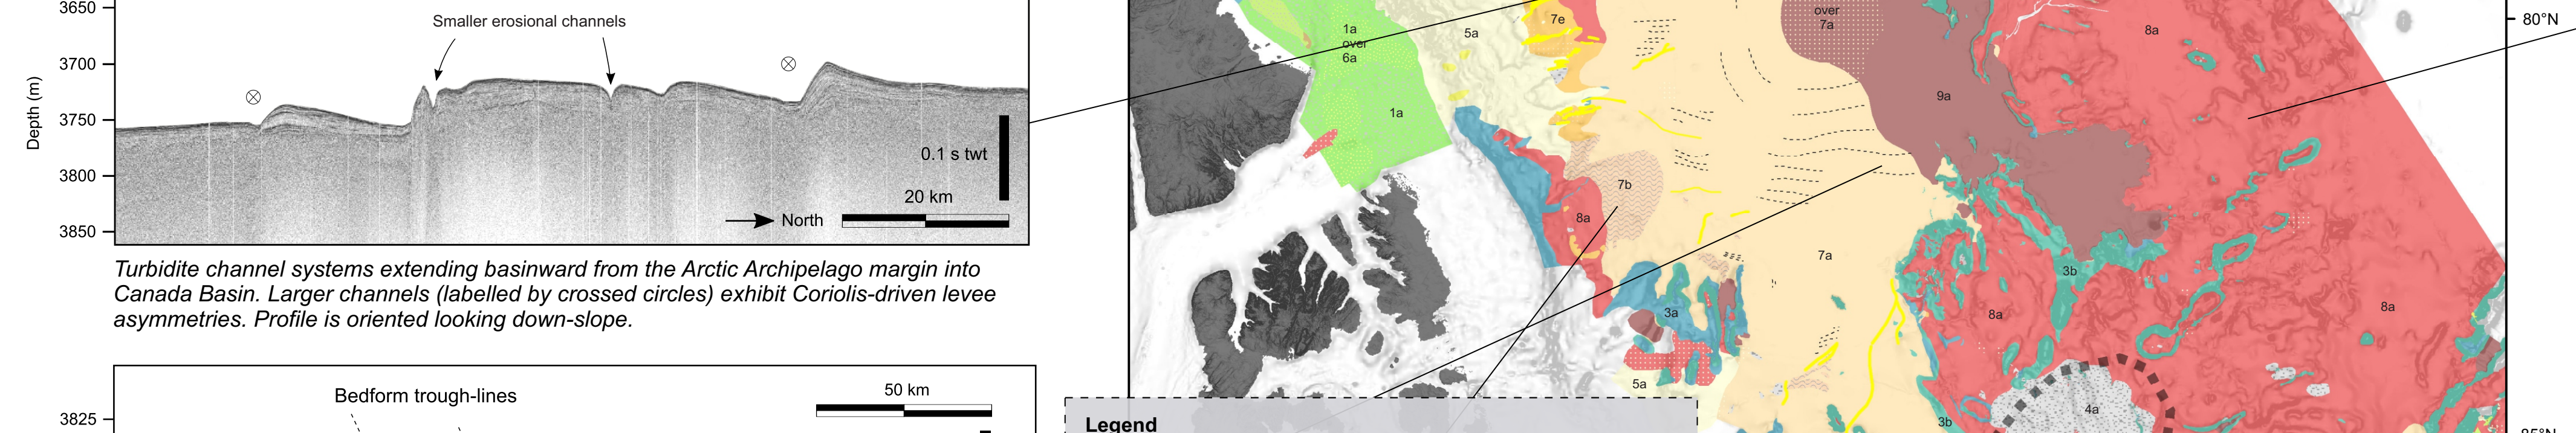 3650
3700
3750
3800
3850
Depth (m)
Smaller erosional channels
0.1 s twt
20 km
North
Turbidite channel systems extending basinward from the Arctic Archipelago margin into
Canada Basin. Larger channels (labelled by crossed circles) exhibit Coriolis-driven levee
asymmetries. Profile is oriented looking down-slope.
Bedform trough-lines
50 km
3825
1a
over
6a
1a
5a
7e
over
7a
9a
8a
80°N
7b
8a
7a
3b
8a
8a
3a
5a
4a
3b
Legend
85°N